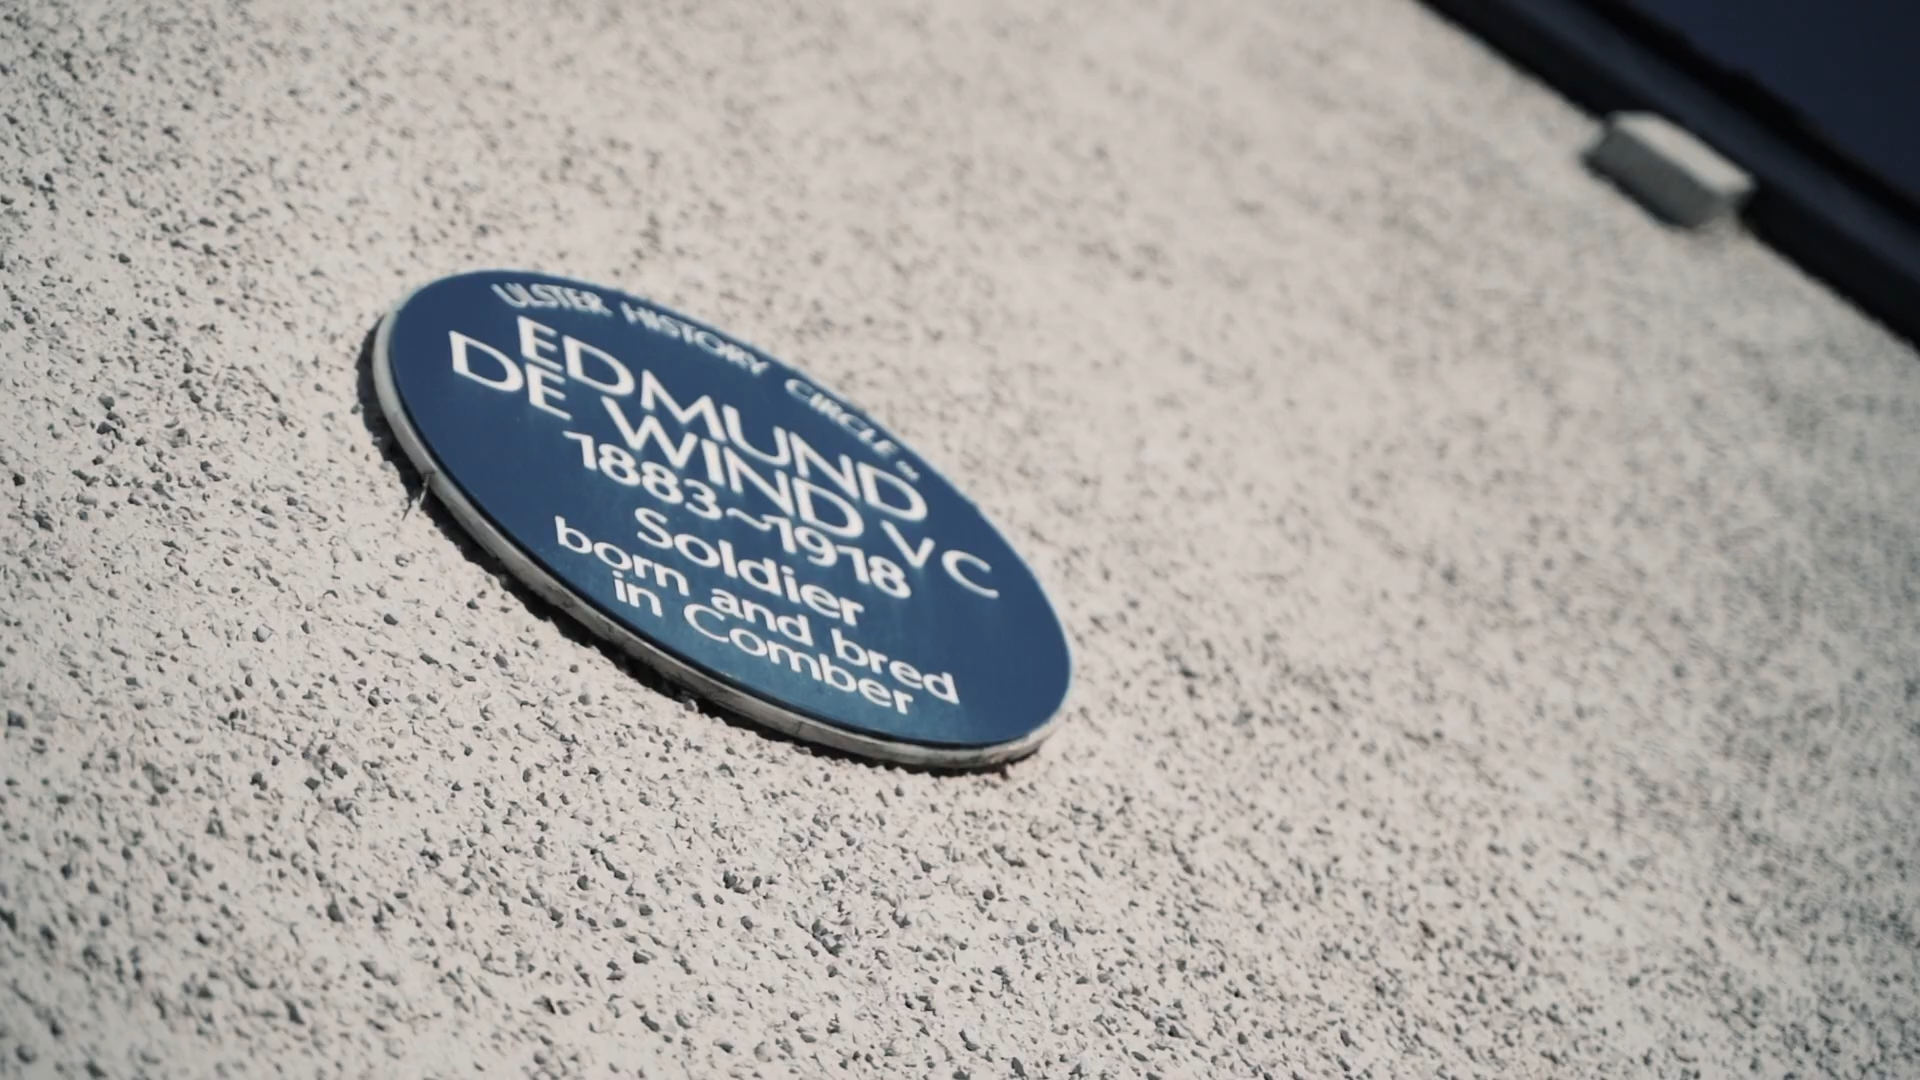 ULSTER HISTORY CIRCLE
EDMUND
DE WIND VC
1883~1918
Soldier
born and bred
in Comber